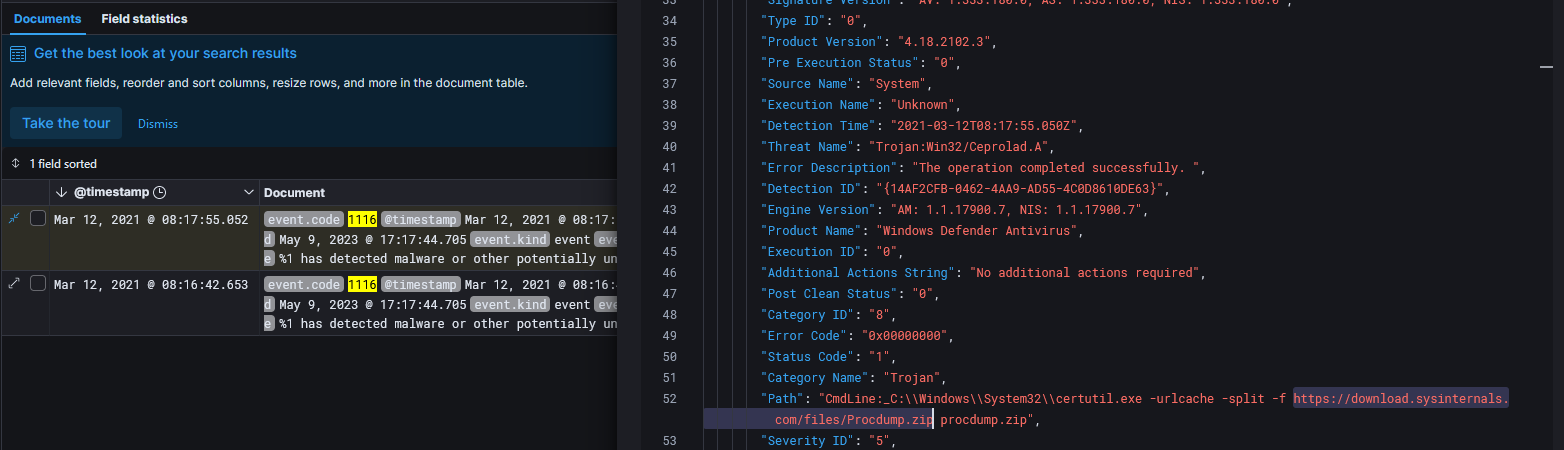 Documents Field statistics
Get the best look at your search results
Add relevant fields, reorder and sort columns, resize rows, and more in the document table.
Take the tour Dismiss
1 field sorted
@timestamp Document
Mar 12, 2021 @ 08:17:55.052 event.code 1116 @timestamp Mar 12, 2021 @ 08:17:
d May 9, 2023 @ 17:17:44.705 event.kind event eve
e %1 has detected malware or other potentially un
Mar 12, 2021 @ 08:16:42.653 event.code 1116 @timestamp Mar 12, 2021 @ 08:16:
d May 9, 2023 @ 17:17:44.705 event.kind event eve
e %1 has detected malware or other potentially un
34 "Type ID": "0",
35 "Product Version": "4.18.2102.3",
36 "Pre Execution Status": "0",
37 "Source Name": "System",
38 "Execution Name": "Unknown",
39 "Detection Time": "2021-03-12T08:17:55.050Z",
40 "Threat Name": "Trojan:Win32/Ceprolad.A",
41 "Error Description": "The operation completed successfully. ",
42 "Detection ID": "{14AF2CFB-0462-4AA9-AD55-4C0D8610DE63}",
43 "Engine Version": "AM: 1.1.17900.7, NIS: 1.1.17900.7",
44 "Product Name": "Windows Defender Antivirus",
45 "Execution ID": "0",
46 "Additional Actions String": "No additional actions required",
47 "Post Clean Status": "0",
48 "Category ID": "8",
49 "Error Code": "0x00000000",
50 "Status Code": "1",
51 "Category Name": "Trojan",
52 "Path": "CmdLine:_C:\\Windows\\System32\\certutil.exe -urlcache -split -f https://download.sysinternals.
com/files/Procdump.zip procdump.zip",
53 "Severity ID": "5",